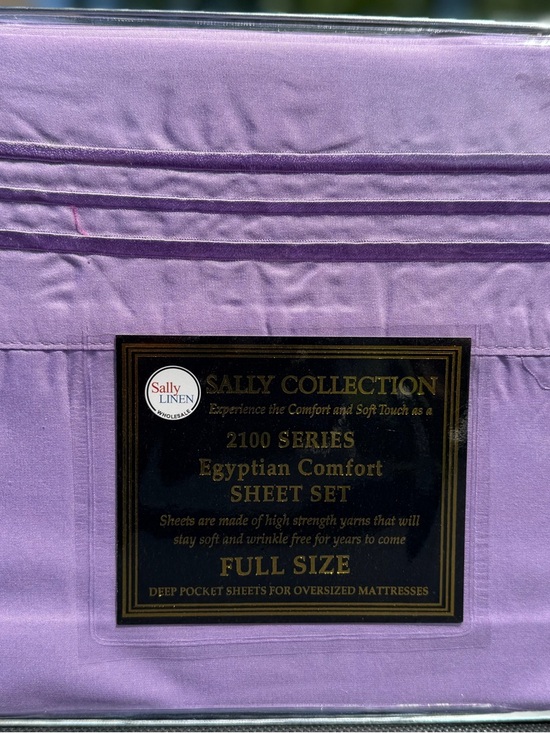 Sally
LINEN
WHOLESALE
SALLY COLLECTION
Experience the Comfort and Soft Touch as a
2100 SERIES
Egyptian Comfort
SHEET SET
Sheets are made of high strength yarns that will
stay soft and wrinkle free for years to come
FULL SIZE
DEEP POCKET SHEETS FOR OVERSIZED MATTRESSES